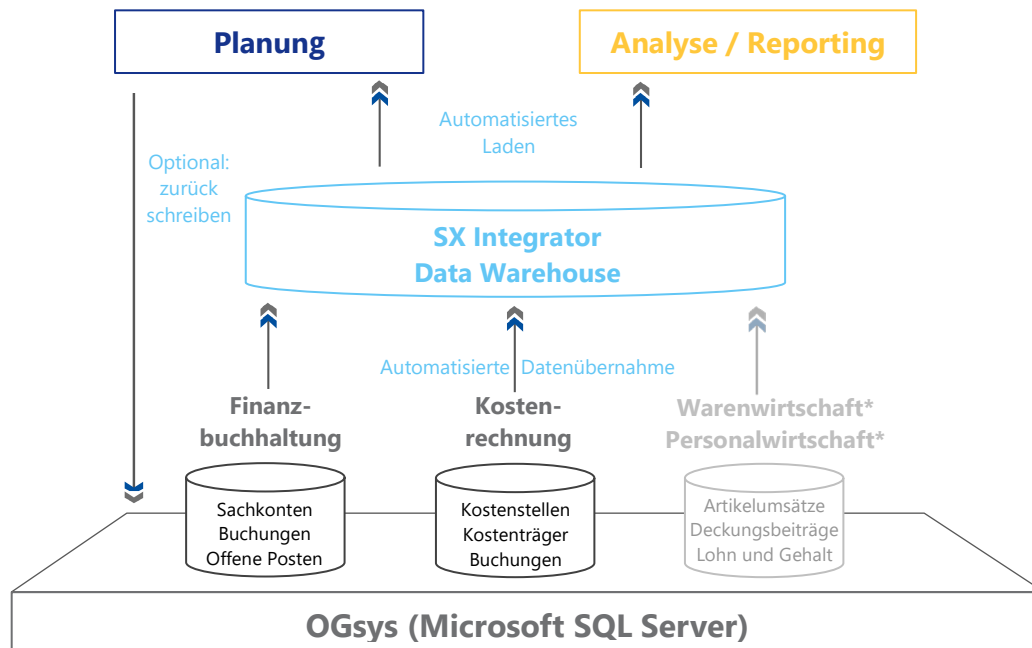 Planung
Analyse / Reporting
Automatisiertes
Laden
Optional:
zurück
schreiben
SX Integrator
Data Warehouse
Automatisierte Datenübernahme
Finanz-
buchhaltung
Kosten-
rechnung
Warenwirtschaft*
Personalwirtschaft*
Sachkonten
Buchungen
Offene Posten
Kostenstellen
Kostenträger
Buchungen
Artikelumsätze
Deckungsbeiträge
Lohn und Gehalt
OGsys (Microsoft SQL Server)